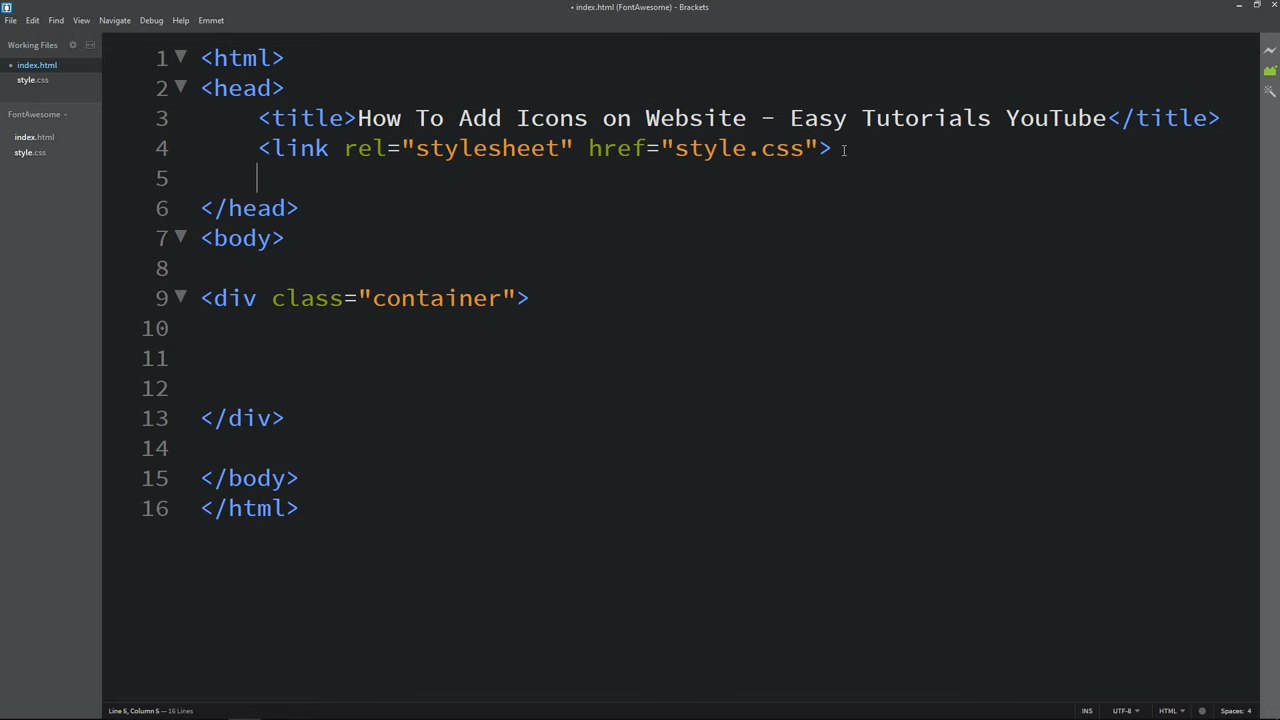 • index.html (FontAwesome) - Brackets
File Edit Find View Navigate Debug Help Emmet
Working Files
• index.html
style.css
FontAwesome
index.html
style.css
1 <html>
2 <head>
3 <title>How To Add Icons on Website - Easy Tutorials YouTube</title>
4 <link rel="stylesheet" href="style.css">
5
6 </head>
7 <body>
8
9 <div class="container">
10
11
12
13 </div>
14
15 </body>
16 </html>
Line 5, Column 5 — 16 Lines
INS UTF-8 HTML Spaces: 4